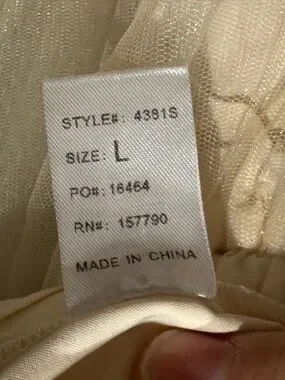 STYLE#: 4381S
SIZE: L
PO#: 16464
RN#: 157790
MADE IN CHINA